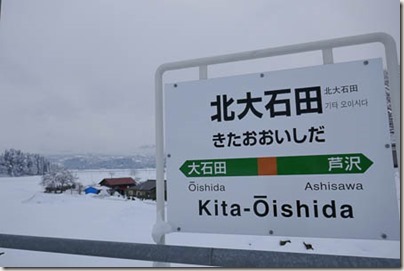 北大石田
北大石田
기타 오이시다
きたおおいしだ
大石田 芦沢
Ōishida Ashisawa
Kita-Ōishida